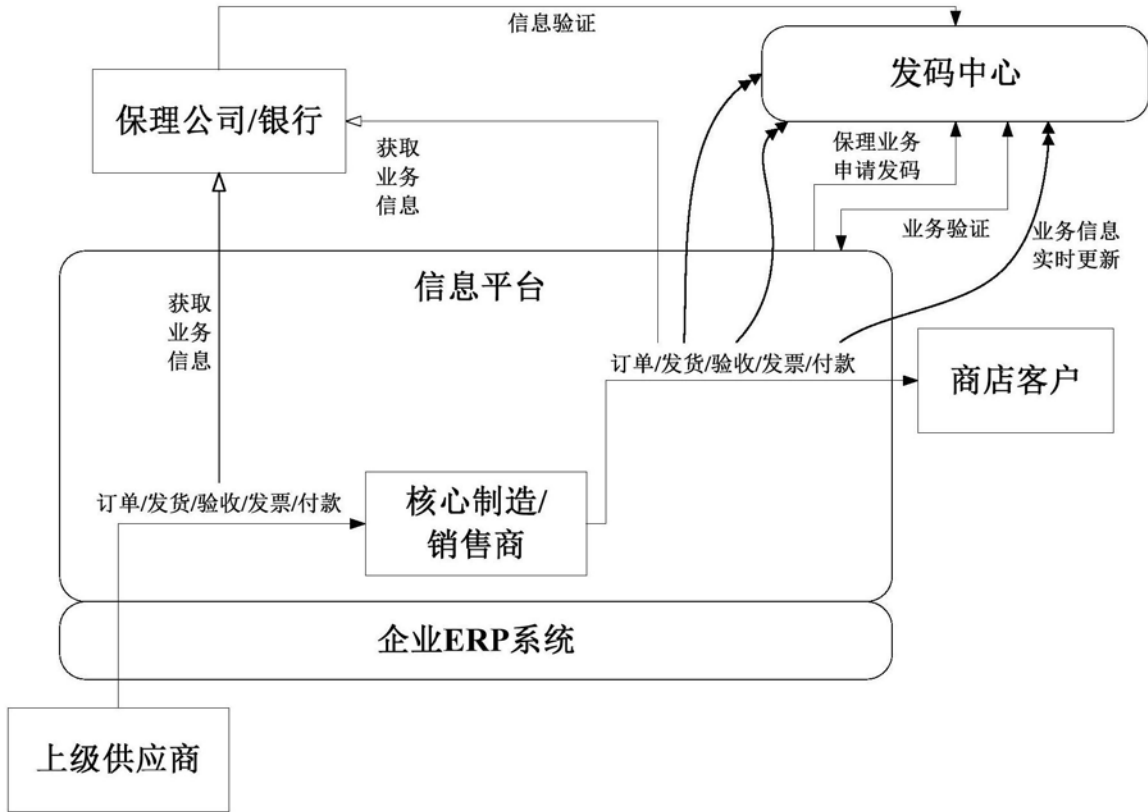 信息验证
发码中心
保理公司/银行
获取
业务
信息
保理业务
申请发码
业务验证
业务信息
实时更新
信息平台
获取
业务
信息
订单/发货/验收/发票/付款
商店客户
订单/发货/验收/发票/付款
核心制造/
销售商
企业ERP系统
上级供应商